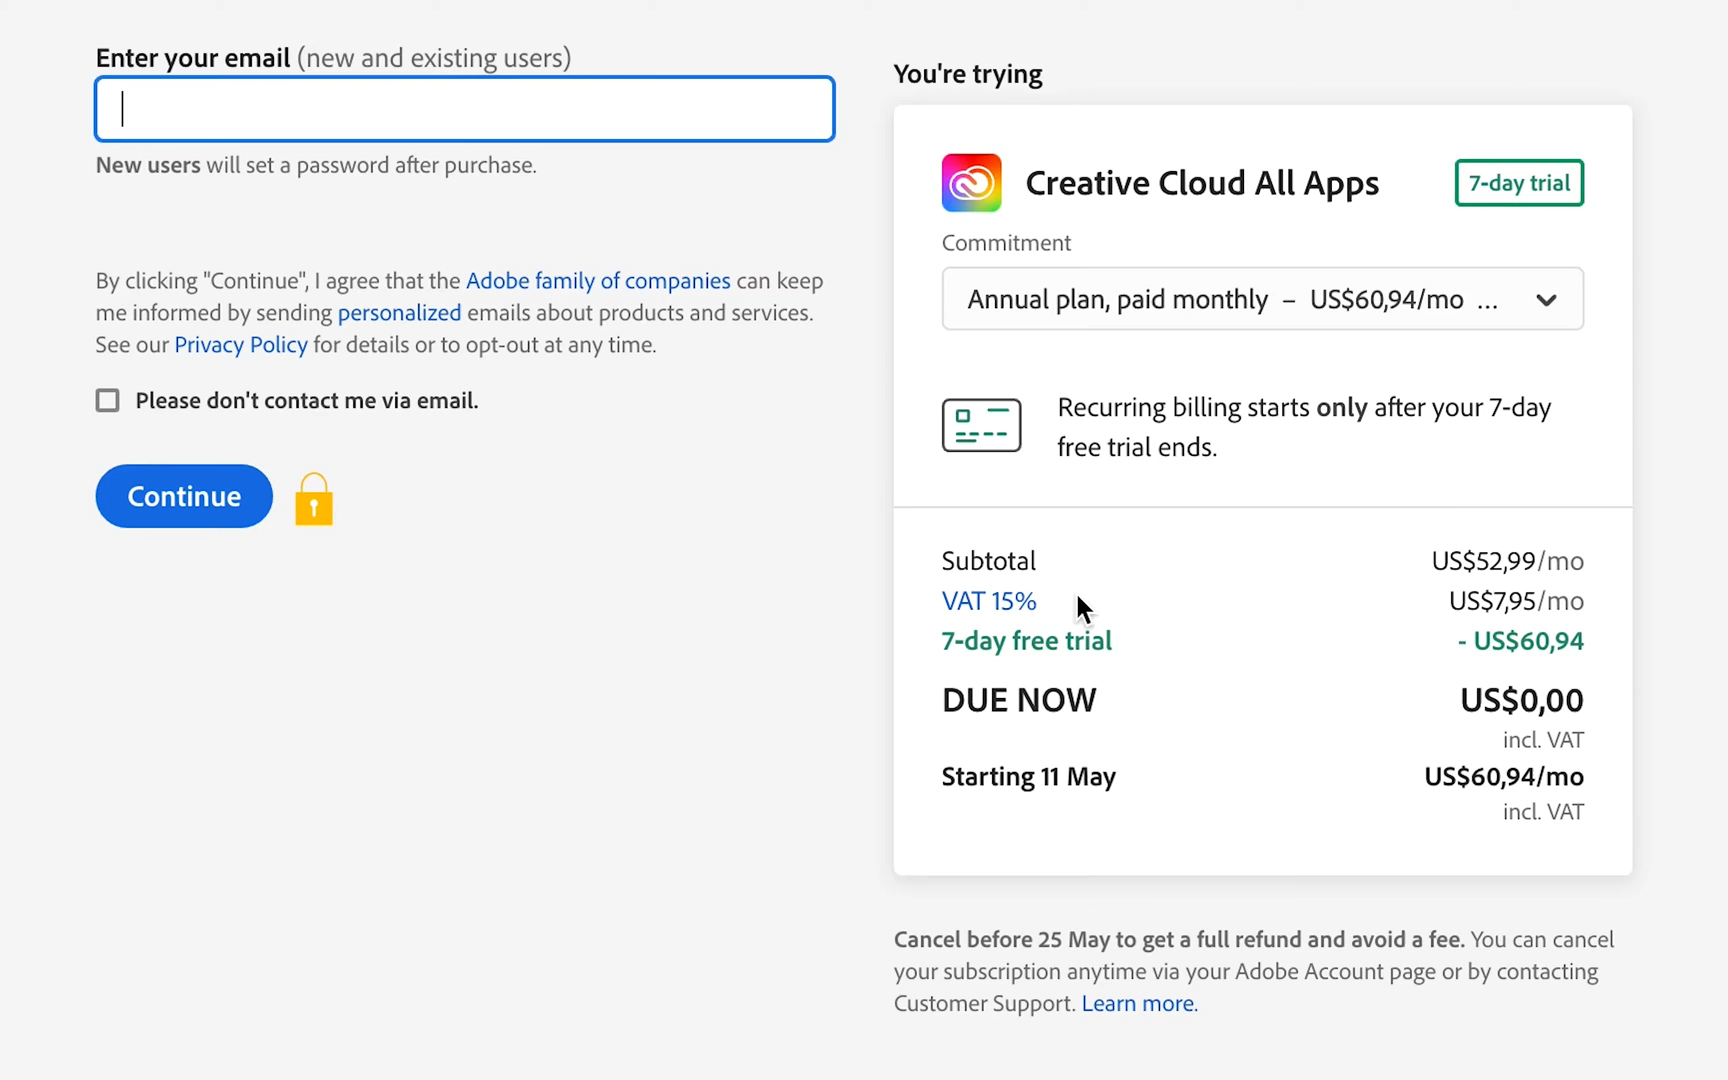 Enter your email (new and existing users)
New users will set a password after purchase.
By clicking "Continue", I agree that the Adobe family of companies can keep
me informed by sending personalized emails about products and services.
See our Privacy Policy for details or to opt-out at any time.
Please don't contact me via email.
Continue
You're trying
Creative Cloud All Apps
7-day trial
Commitment
Annual plan, paid monthly – US$60,94/mo ...
Recurring billing starts only after your 7-day
free trial ends.
Subtotal US$52,99/mo
VAT 15% US$7,95/mo
7-day free trial - US$60,94
DUE NOW US$0,00
incl. VAT
Starting 11 May US$60,94/mo
incl. VAT
Cancel before 25 May to get a full refund and avoid a fee. You can cancel
your subscription anytime via your Adobe Account page or by contacting
Customer Support. Learn more.